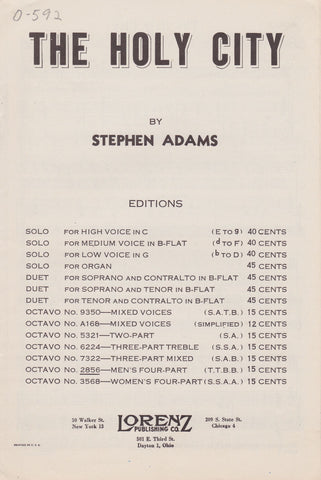 O-592
THE HOLY CITY
BY
STEPHEN ADAMS
EDITIONS
SOLO FOR HIGH VOICE IN C (E TO g) 40 CENTS
SOLO FOR MEDIUM VOICE IN B-FLAT (d TO F) 40 CENTS
SOLO FOR LOW VOICE IN G (b TO D) 40 CENTS
SOLO FOR ORGAN 45 CENTS
DUET FOR SOPRANO AND CONTRALTO IN B-FLAT 45 CENTS
DUET FOR SOPRANO AND TENOR IN B-FLAT 45 CENTS
DUET FOR TENOR AND CONTRALTO IN B-FLAT 45 CENTS
OCTAVO No. 9350—MIXED VOICES (S.A.T.B.) 15 CENTS
OCTAVO No. A168—MIXED VOICES (SIMPLIFIED) 12 CENTS
OCTAVO No. 5321—TWO-PART (S.A.) 15 CENTS
OCTAVO No. 6224—THREE-PART TREBLE (S.S.A.) 15 CENTS
OCTAVO No. 7322—THREE-PART MIXED (S.A.B.) 15 CENTS
OCTAVO No. 2856—MEN'S FOUR-PART (T.T.B.B.) 15 CENTS
OCTAVO No. 3568—WOMEN'S FOUR-PART (S.S.A.A.) 15 CENTS
50 Walker St.
New York 13
LORENZ
PUBLISHING CO.
501 E. Third St.
Dayton 1, Ohio
209 S. State St.
Chicago 4
PRINTED IN U. S. A.